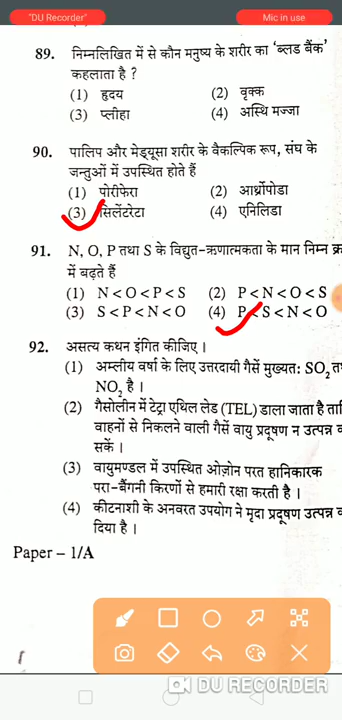 "DU Recorder"
Mic in use
89. निम्नलिखित में से कौन मनुष्य के शरीर का 'ब्लड बैंक'
कहलाता है ?
(1) हृदय (2) वृक्क
(3) प्लीहा (4) अस्थि मज्जा
90. पालिप और मेड्यूसा शरीर के वैकल्पिक रूप, संघ के
जन्तुओं में उपस्थित होते हैं
(1) पोरीफेरा (2) आर्थ्रोपोडा
(3) सिलेंटरेटा (4) एनिलिडा
91. N, O, P तथा S के विद्युत-ऋणात्मकता के मान निम्न
में बढ़ते हैं
(1) N < O < P < S (2) P < N < O < S
(3) S < P < N < O (4) P < S < N < O
92. असत्य कथन इंगित कीजिए ।
(1) अम्लीय वर्षा के लिए उत्तरदायी गैसें मुख्यतः SO₂
NO₂ है ।
(2) गैसोलीन में टेट्रा एथिल लेड (TEL) डाला जाता है
वाहनों से निकलने वाली गैसें वायु प्रदूषण न उत्पन्न
सकें ।
(3) वायुमण्डल में उपस्थित ओज़ोन परत हानिकारक
परा-बैंगनी किरणों से हमारी रक्षा करती है ।
(4) कीटनाशी के अनवरत उपयोग ने मृदा प्रदूषण उत्पन्न
दिया है ।
Paper – 1/A
DU RECORDER